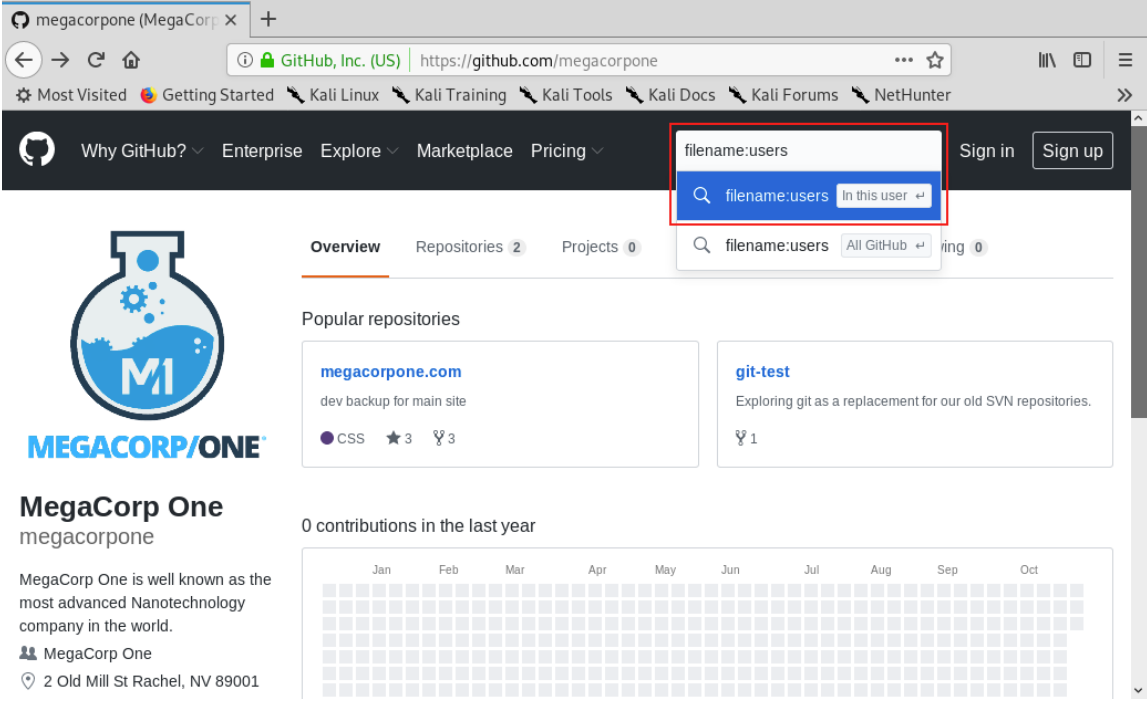 megacorpone (MegaCorp
GitHub, Inc. (US) https://github.com/megacorpone
Most Visited Getting Started Kali Linux Kali Training Kali Tools Kali Docs Kali Forums NetHunter
Why GitHub? Enterprise Explore Marketplace Pricing filename:users Sign in Sign up
filename:users In this user ↵
Overview Repositories 2 Projects 0 filename:users All GitHub ↵ 0
Popular repositories
megacorpone.com git-test
dev backup for main site Exploring git as a replacement for our old SVN repositories.
CSS 3 3 1
M1
MEGACORP/ONE
MegaCorp One
megacorpone
0 contributions in the last year
Jan Feb Mar Apr May Jun Jul Aug Sep Oct
MegaCorp One is well known as the
most advanced Nanotechnology
company in the world.
MegaCorp One
2 Old Mill St Rachel, NV 89001